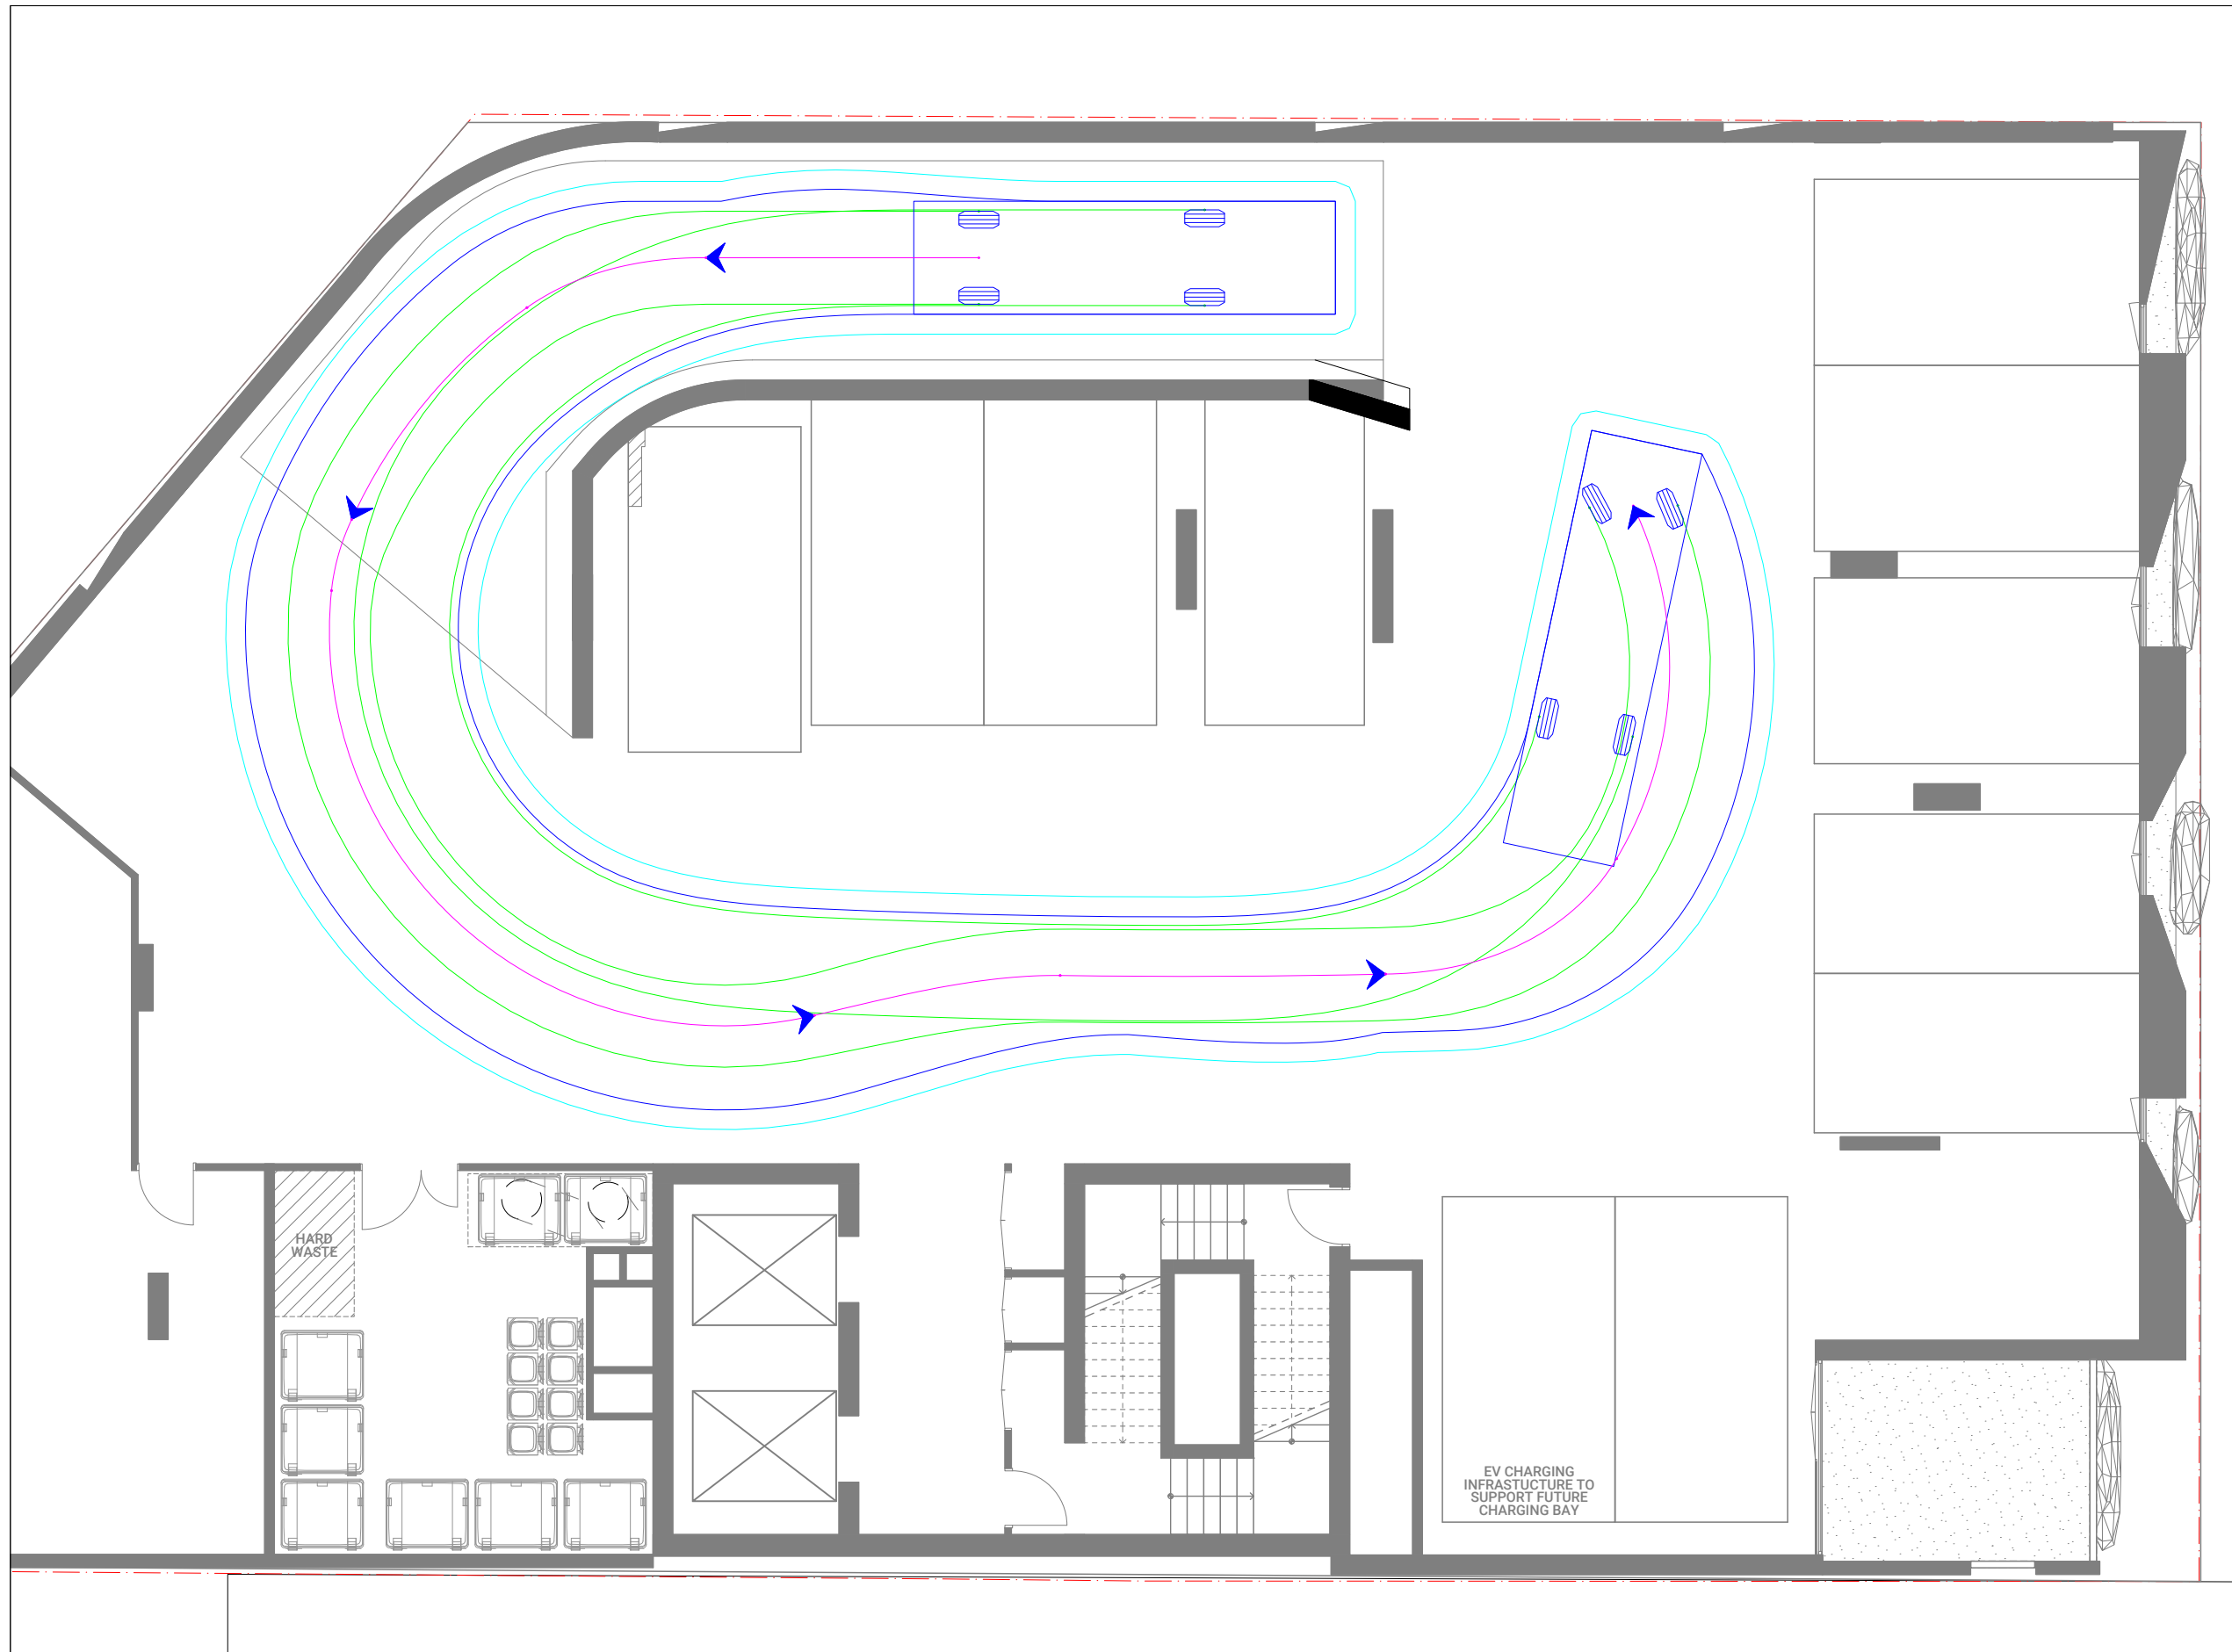 HARD
WASTE
EV CHARGING
INFRASTUCTURE TO
SUPPORT FUTURE
CHARGING BAY